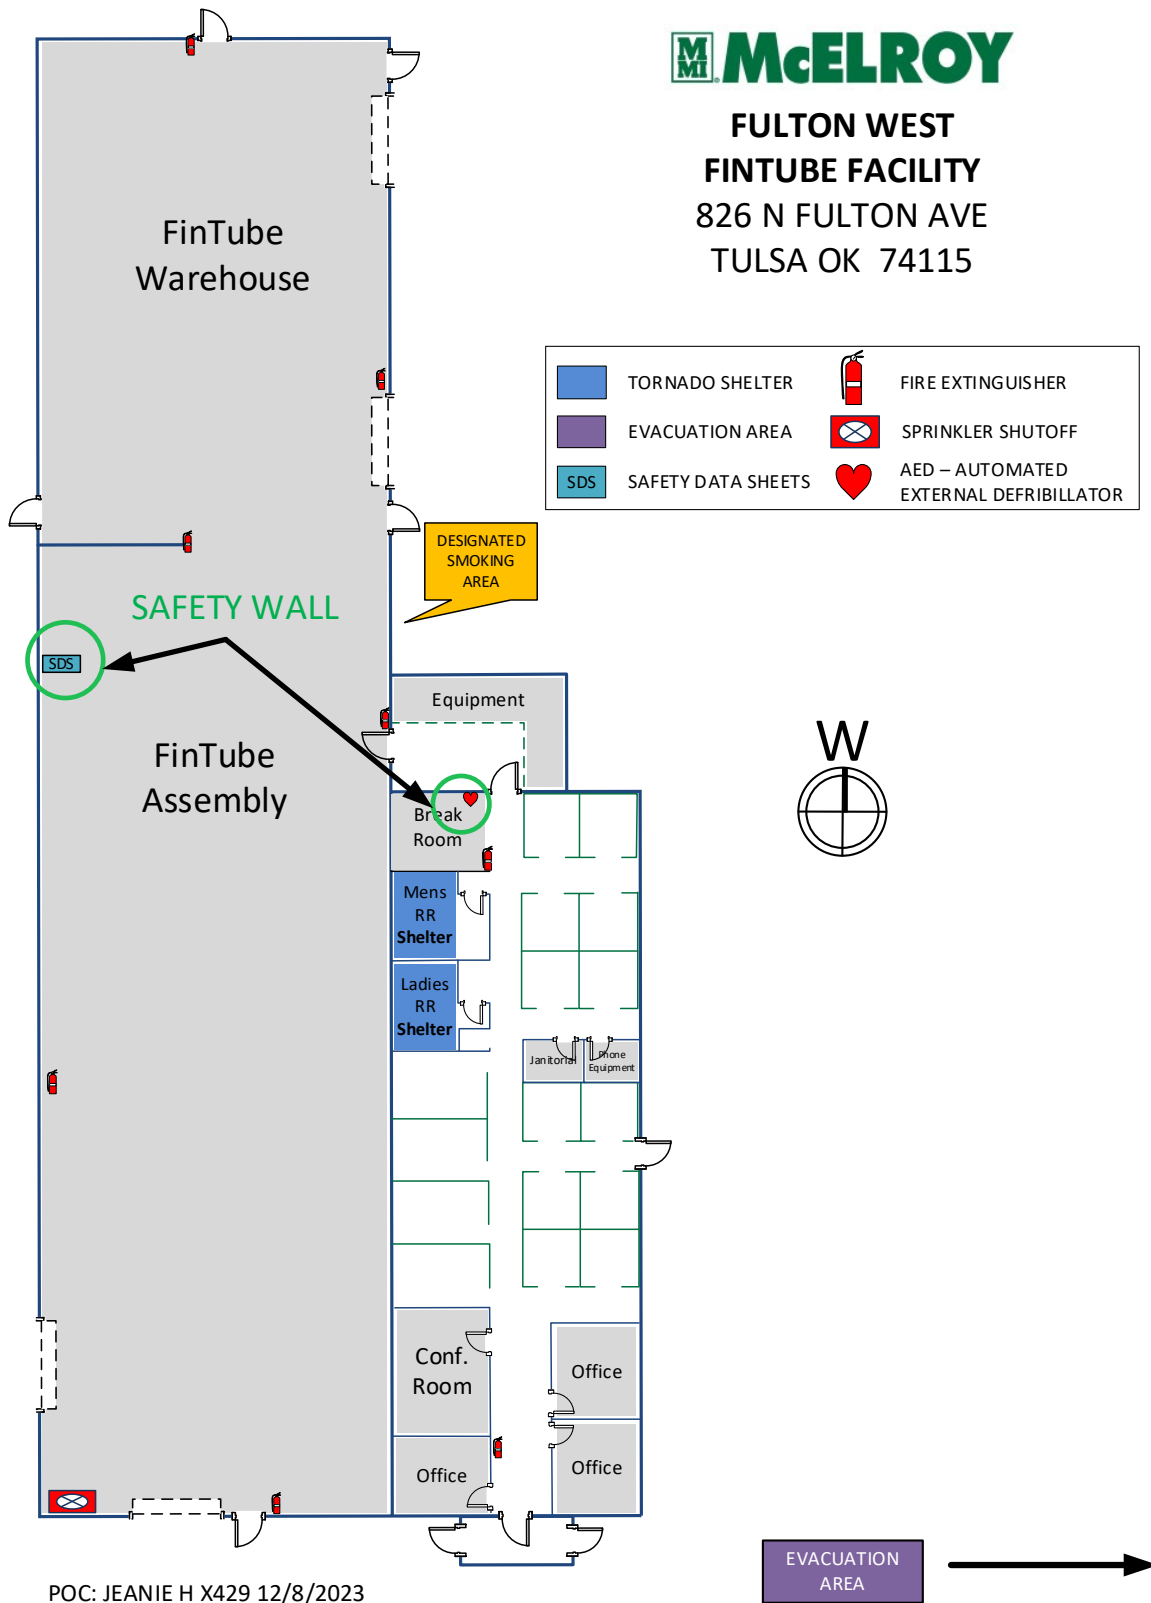 M
MI.
McELROY
FULTON WEST
FINTUBE FACILITY
826 N FULTON AVE
TULSA OK 74115
FinTube
Warehouse
TORNADO SHELTER
FIRE EXTINGUISHER
EVACUATION AREA
SPRINKLER SHUTOFF
SDS
SAFETY DATA SHEETS
AED – AUTOMATED
EXTERNAL DEFRIBILLATOR
DESIGNATED
SMOKING
AREA
SAFETY WALL
SDS
Equipment
FinTube
Assembly
W
Break
Room
Mens
RR
Shelter
Ladies
RR
Shelter
Janitorial
Phone
Equipment
Conf.
Room
Office
Office
Office
EVACUATION
AREA
POC: JEANIE H X429 12/8/2023